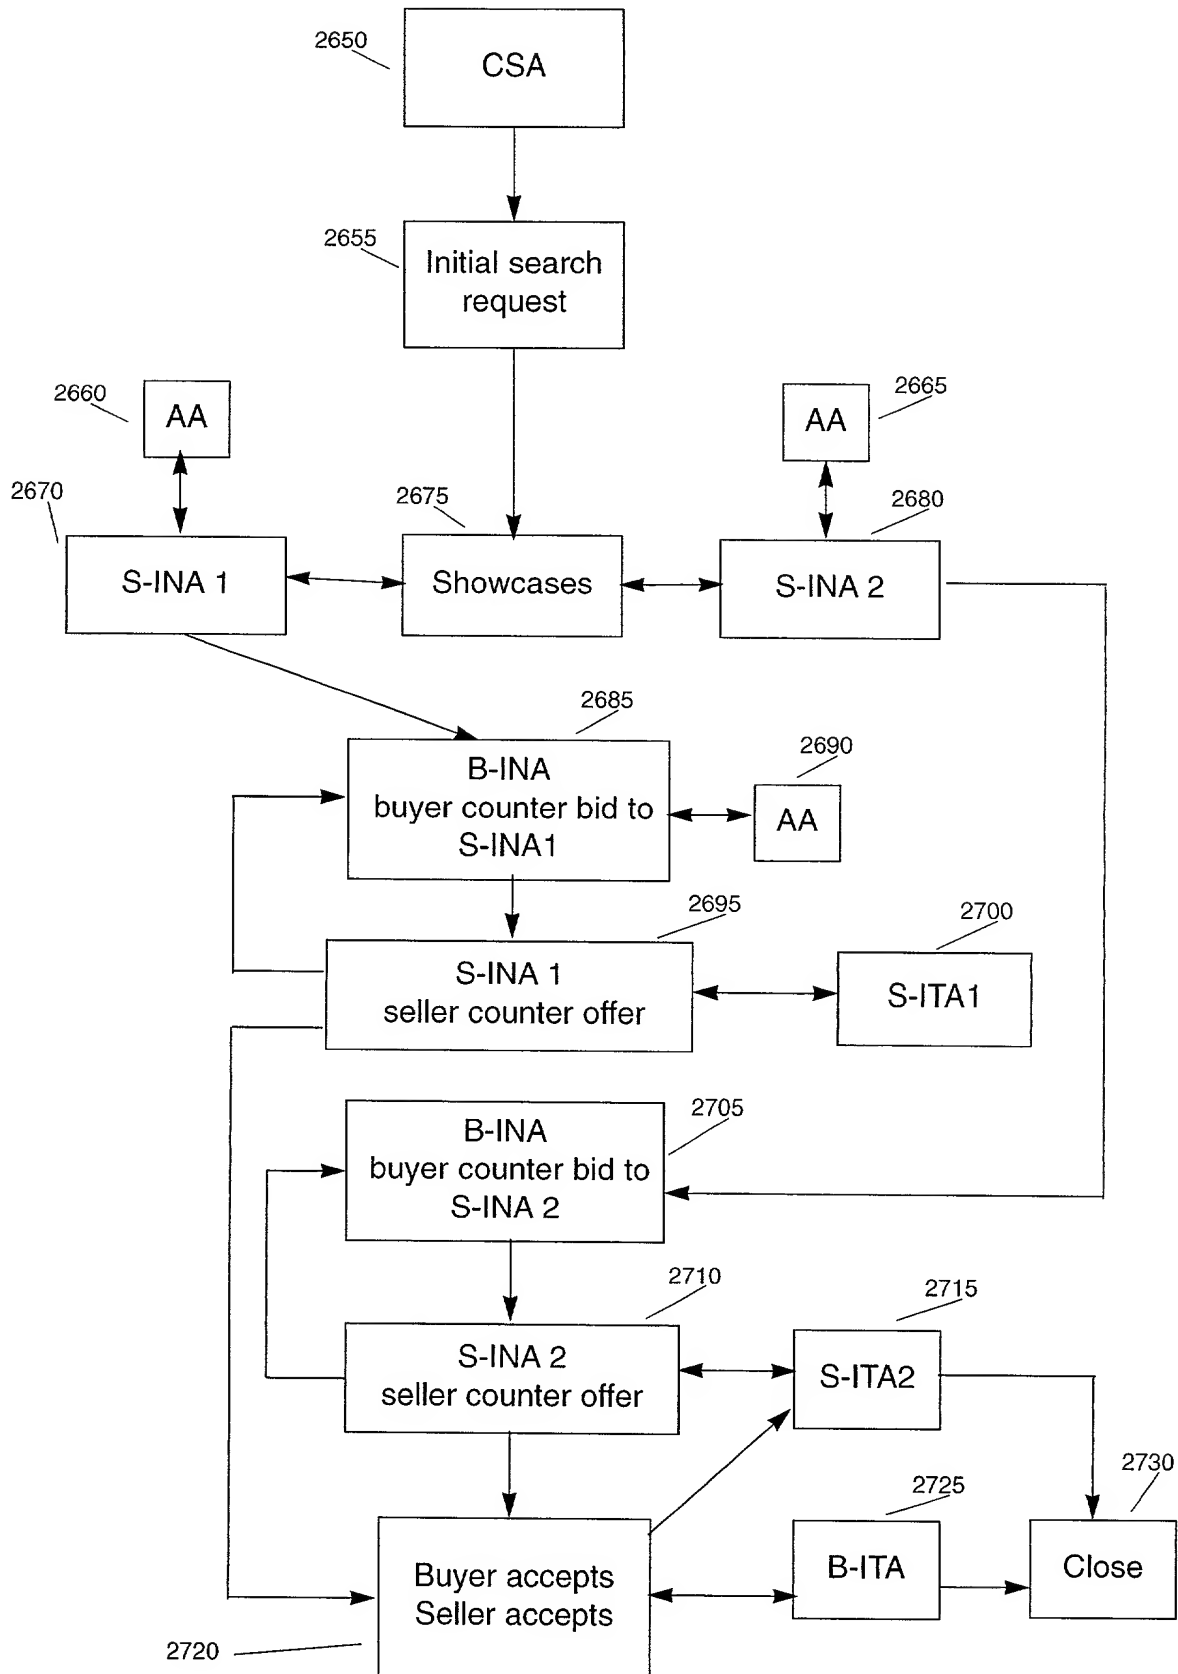 2650
CSA
2655
Initial search
request
2660
AA
2665
AA
2670
S-INA 1
2675
Showcases
2680
S-INA 2
2685
B-INA
buyer counter bid to
S-INA1
2690
AA
2695
S-INA 1
seller counter offer
2700
S-ITA1
2705
B-INA
buyer counter bid to
S-INA 2
2710
S-INA 2
seller counter offer
2715
S-ITA2
2720
Buyer accepts
Seller accepts
2725
B-ITA
2730
Close